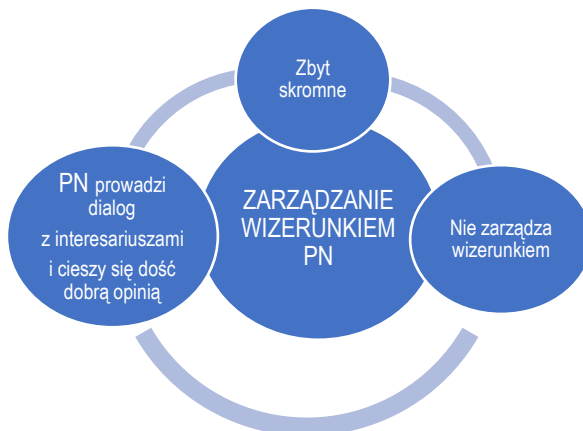 Zbyt
skromne
PN prowadzi
dialog
z interesariuszami
i cieszy się dość
dobrą opinią
ZARZĄDZANIE
WIZERUNKIEM
PN
Nie zarządza
wizerunkiem